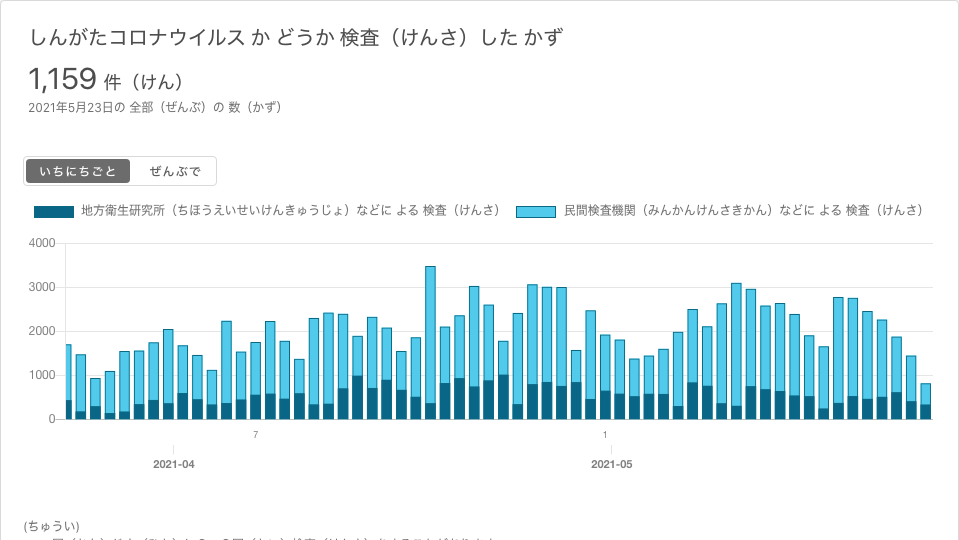 しんがたコロナウイルス か どうか 検査（けんさ）した かず
1,159 件（けん）
2021年5月23日の 全部（ぜんぶ）の 数（かず）
いちにちごと ぜんぶで
地方衛生研究所（ちほうえいせいけんきゅうじょ）などに よる 検査（けんさ） 民間検査機関（みんかんけんさきかん）などに よる 検査（けんさ）
4000
3000
2000
1000
0
7 1
2021-04 2021-05
(ちゅうい)